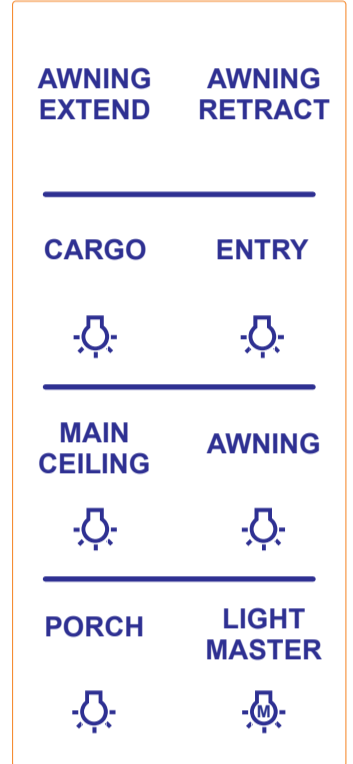 AWNING
EXTEND
AWNING
RETRACT
CARGO
ENTRY
MAIN
CEILING
AWNING
PORCH
LIGHT
MASTER
M